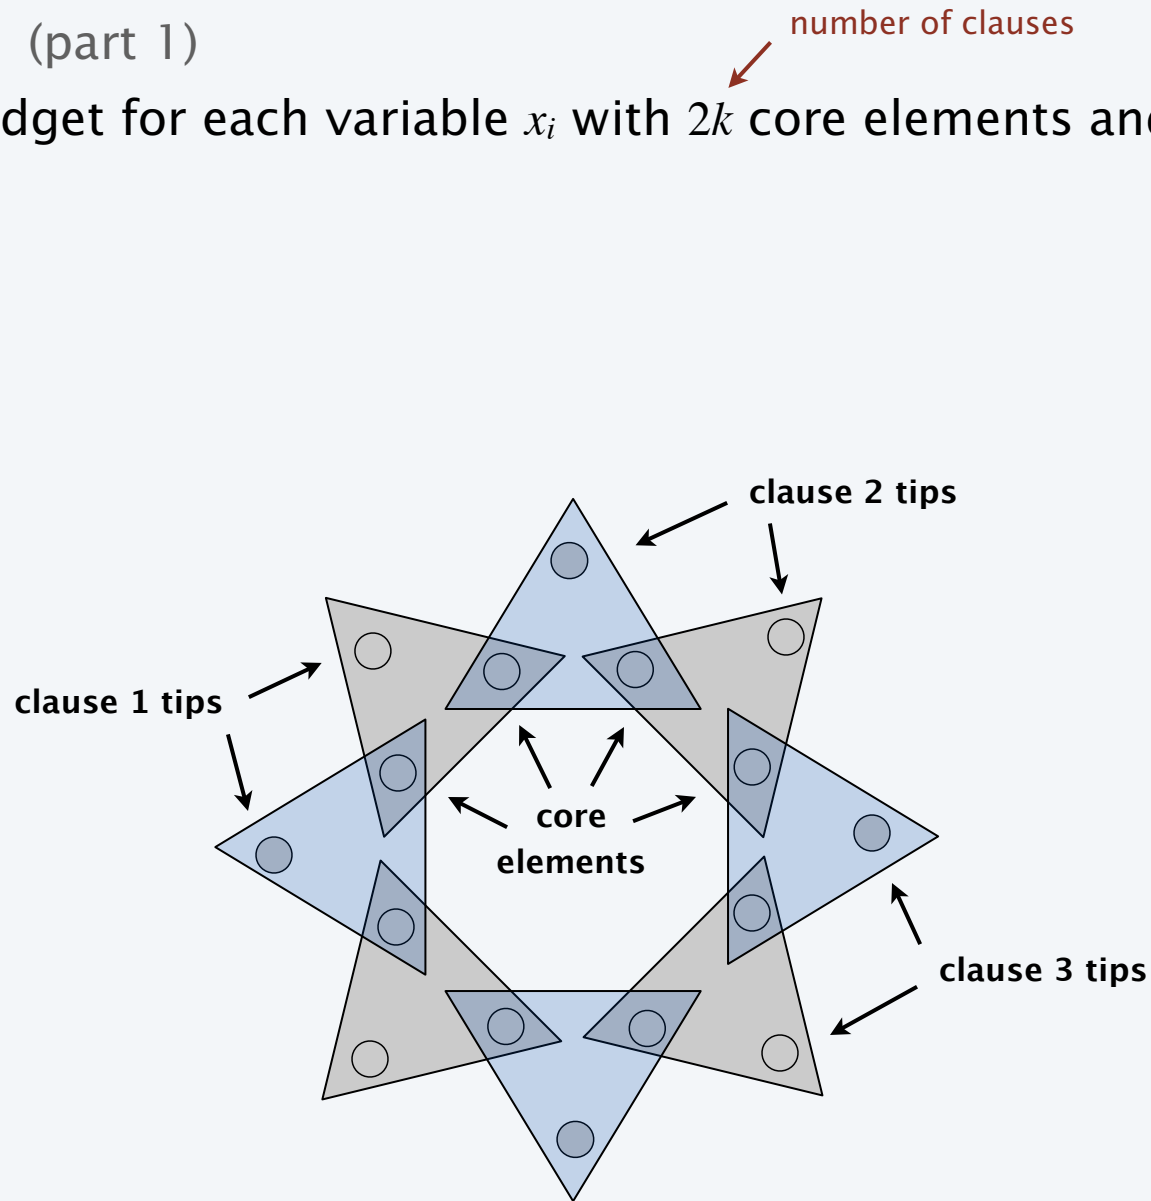 number of clauses
(part 1)
dget for each variable xi with 2k core elements and
clause 2 tips
clause 1 tips
core
elements
clause 3 tips